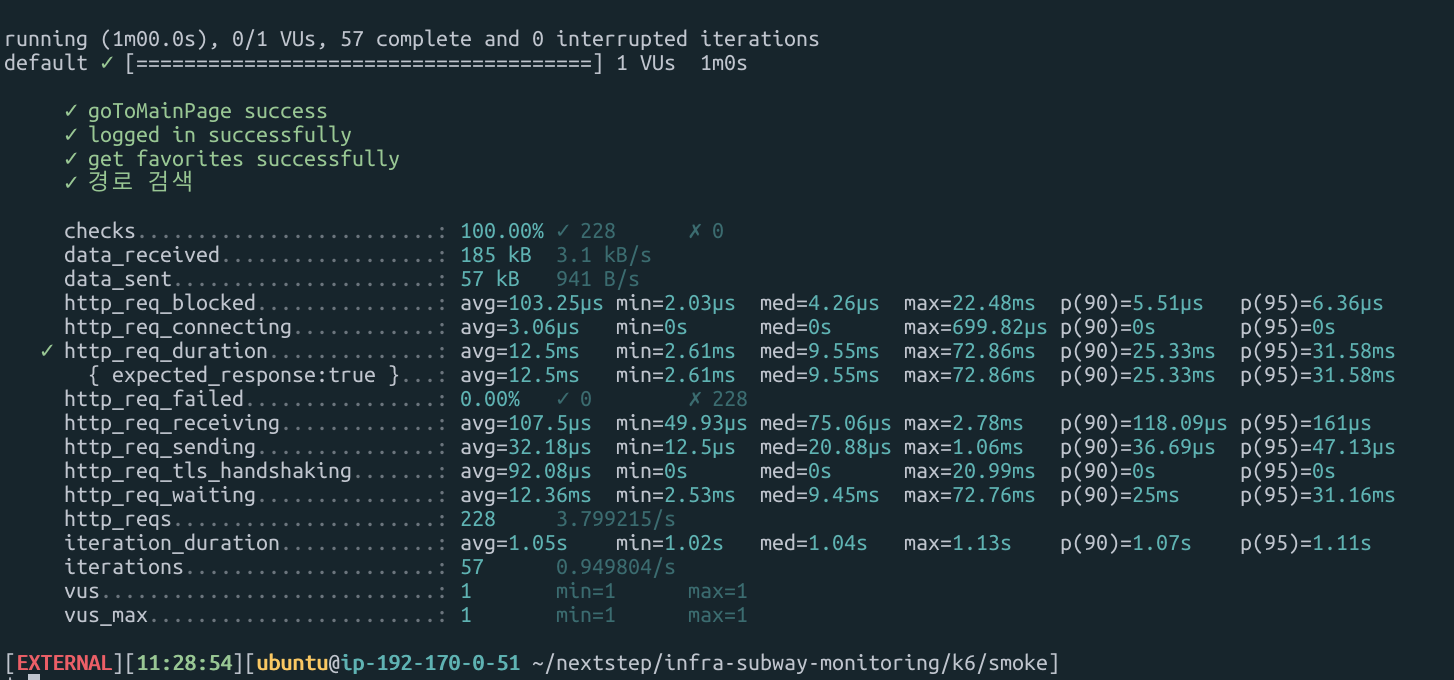 running (1m00.0s), 0/1 VUs, 57 complete and 0 interrupted iterations
default ✓ [======================================] 1 VUs  1m0s
✓ goToMainPage success
✓ logged in successfully
✓ get favorites successfully
✓ 경로 검색
checks.........................: 100.00% ✓ 228      ✗ 0
data_received..................: 185 kB  3.1 kB/s
data_sent......................: 57 kB   941 B/s
http_req_blocked...............: avg=103.25µs min=2.03µs  med=4.26µs  max=22.48ms  p(90)=5.51µs   p(95)=6.36µs
http_req_connecting............: avg=3.06µs   min=0s      med=0s      max=699.82µs p(90)=0s       p(95)=0s
✓ http_req_duration..............: avg=12.5ms   min=2.61ms  med=9.55ms  max=72.86ms  p(90)=25.33ms  p(95)=31.58ms
{ expected_response:true }...: avg=12.5ms   min=2.61ms  med=9.55ms  max=72.86ms  p(90)=25.33ms  p(95)=31.58ms
http_req_failed................: 0.00%   ✓ 0        ✗ 228
http_req_receiving.............: avg=107.5µs  min=49.93µs med=75.06µs max=2.78ms   p(90)=118.09µs p(95)=161µs
http_req_sending...............: avg=32.18µs  min=12.5µs  med=20.88µs max=1.06ms   p(90)=36.69µs  p(95)=47.13µs
http_req_tls_handshaking.......: avg=92.08µs  min=0s      med=0s      max=20.99ms  p(90)=0s       p(95)=0s
http_req_waiting...............: avg=12.36ms  min=2.53ms  med=9.45ms  max=72.76ms  p(90)=25ms     p(95)=31.16ms
http_reqs......................: 228     3.799215/s
iteration_duration.............: avg=1.05s    min=1.02s   med=1.04s   max=1.13s    p(90)=1.07s    p(95)=1.11s
iterations.....................: 57      0.949804/s
vus............................: 1       min=1      max=1
vus_max........................: 1       min=1      max=1
[EXTERNAL][11:28:54][ubuntu@ip-192-170-0-51 ~/nextstep/infra-subway-monitoring/k6/smoke]